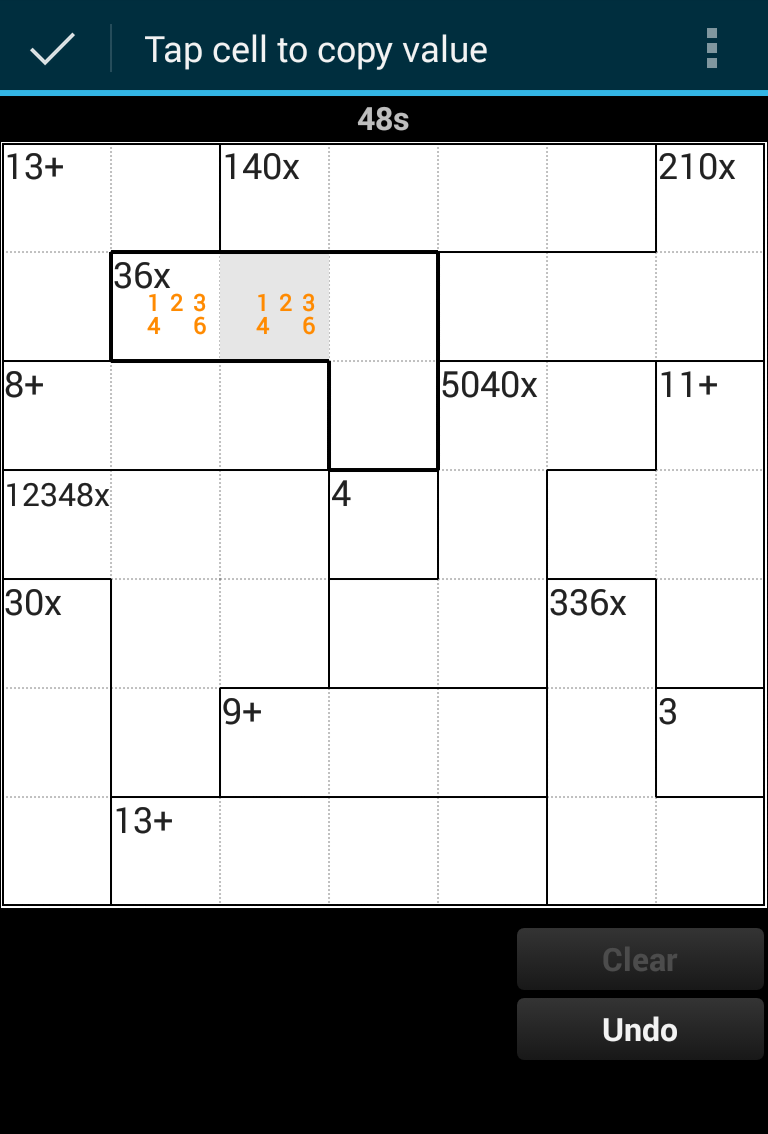 Tap cell to copy value
48s
13+ 140x 210x
36x
1 2 3 1 2 3
4 6 4 6
8+ 5040x 11+
12348x 4
30x 336x
9+ 3
13+
Clear
Undo